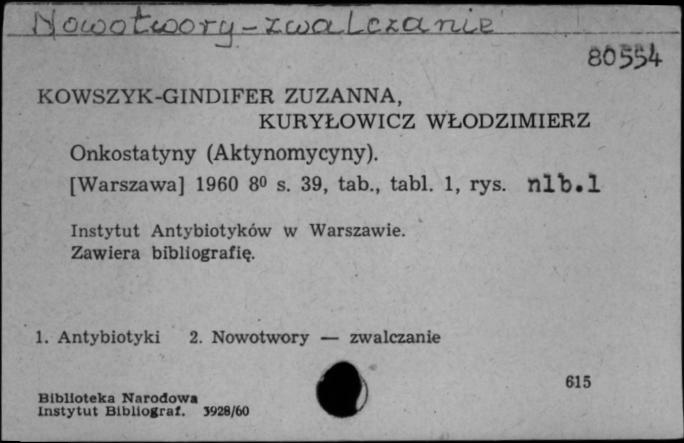 Nowotwory-zwalczanie
80554
KOWSZYK-GINDIFER ZUZANNA,
KURYŁOWICZ WŁODZIMIERZ
Onkostatyny (Aktynomycyny).
[Warszawa] 1960 8⁰ s. 39, tab., tabl. 1, rys. nlb.1
Instytut Antybiotyków w Warszawie.
Zawiera bibliografię.
1. Antybiotyki 2. Nowotwory — zwalczanie
615
Biblioteka Narodowa
Instytut Bibliograf. 3928/60